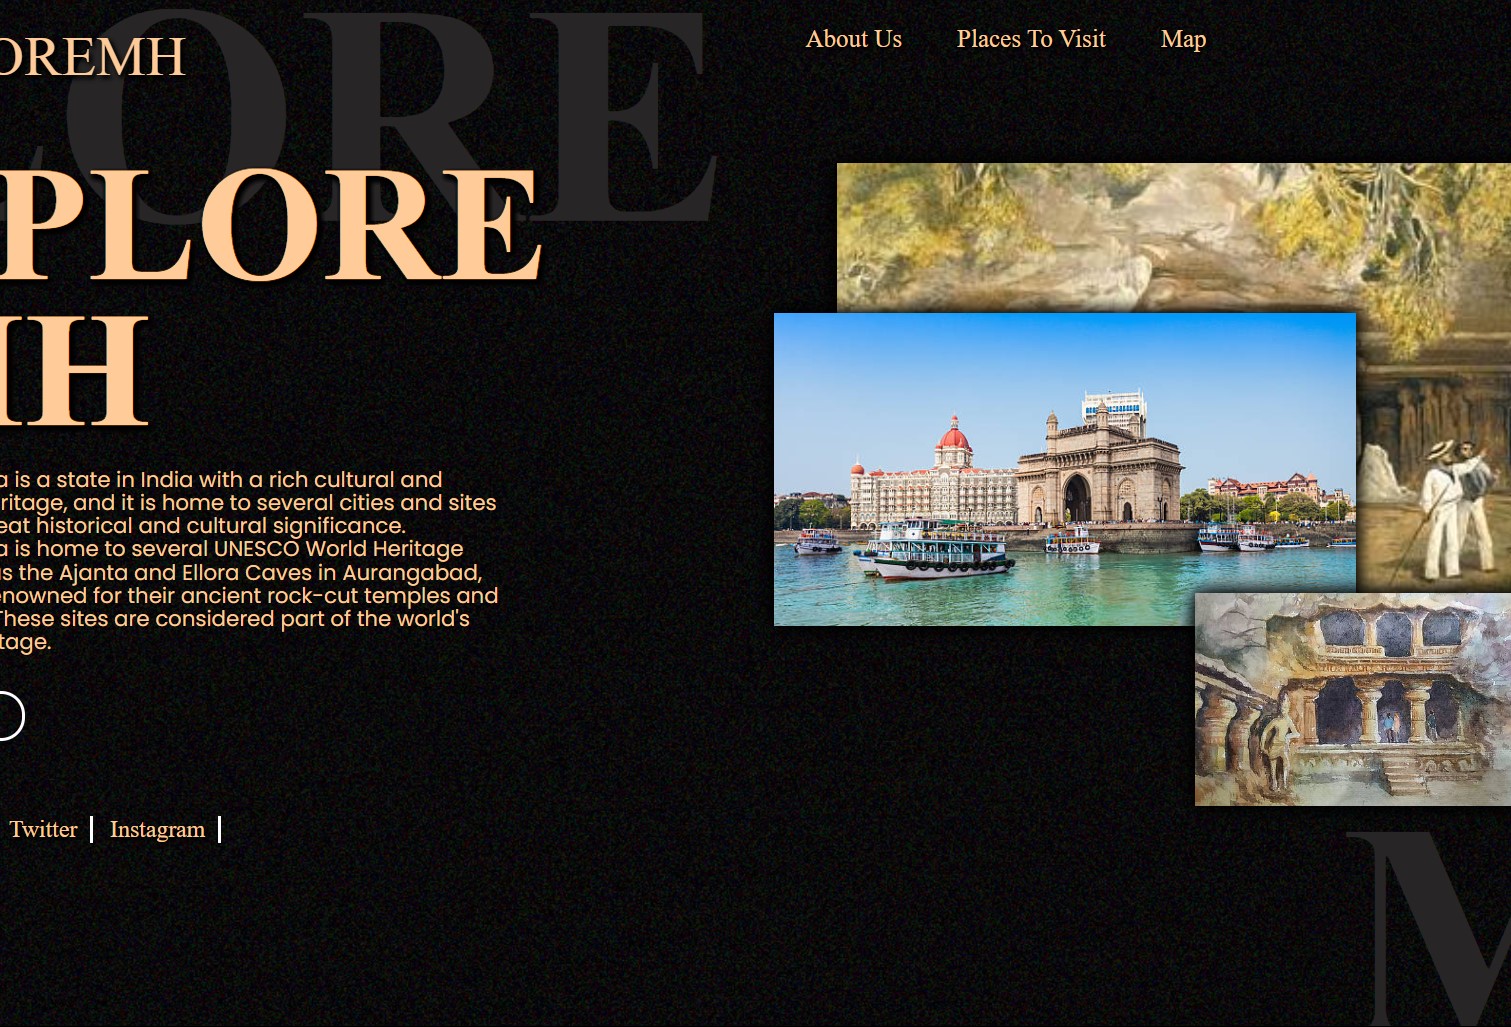 ORE
OREMH
About Us
Places To Visit
Map
PLORE
H
a is a state in India with a rich cultural and
ritage, and it is home to several cities and sites
eat historical and cultural significance.
a is home to several UNESCO World Heritage
as the Ajanta and Ellora Caves in Aurangabad,
enowned for their ancient rock-cut temples and
These sites are considered part of the world's
tage.
Twitter
Instagram
M